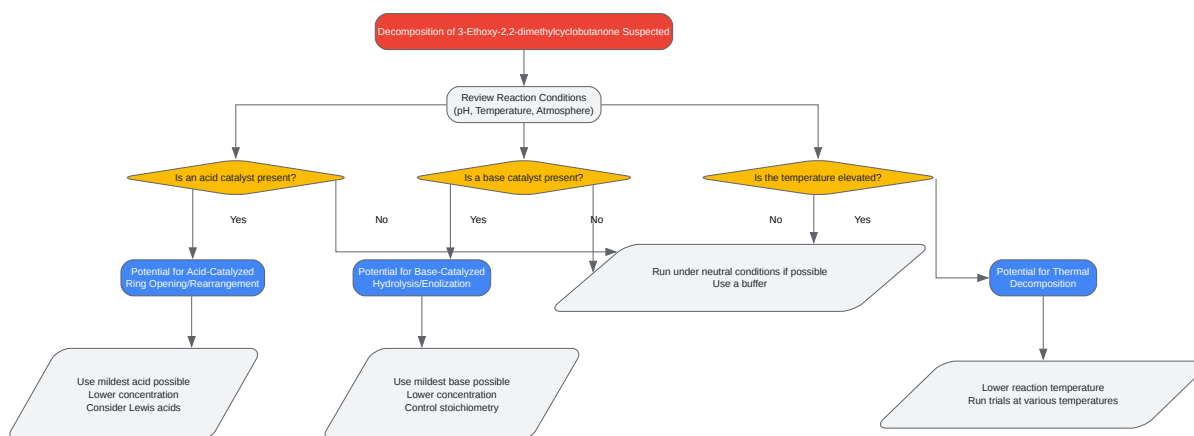 Decomposition of 3-Ethoxy-2,2-dimethylcyclobutanone Suspected
Review Reaction Conditions
(pH, Temperature, Atmosphere)
Is an acid catalyst present?
Is a base catalyst present?
Is the temperature elevated?
Yes
No
Yes
No
No
Yes
Potential for Acid-Catalyzed
Ring Opening/Rearrangement
Potential for Base-Catalyzed
Hydrolysis/Enolization
Run under neutral conditions if possible
Use a buffer
Potential for Thermal
Decomposition
Use mildest acid possible
Lower concentration
Consider Lewis acids
Use mildest base possible
Lower concentration
Control stoichiometry
Lower reaction temperature
Run trials at various temperatures